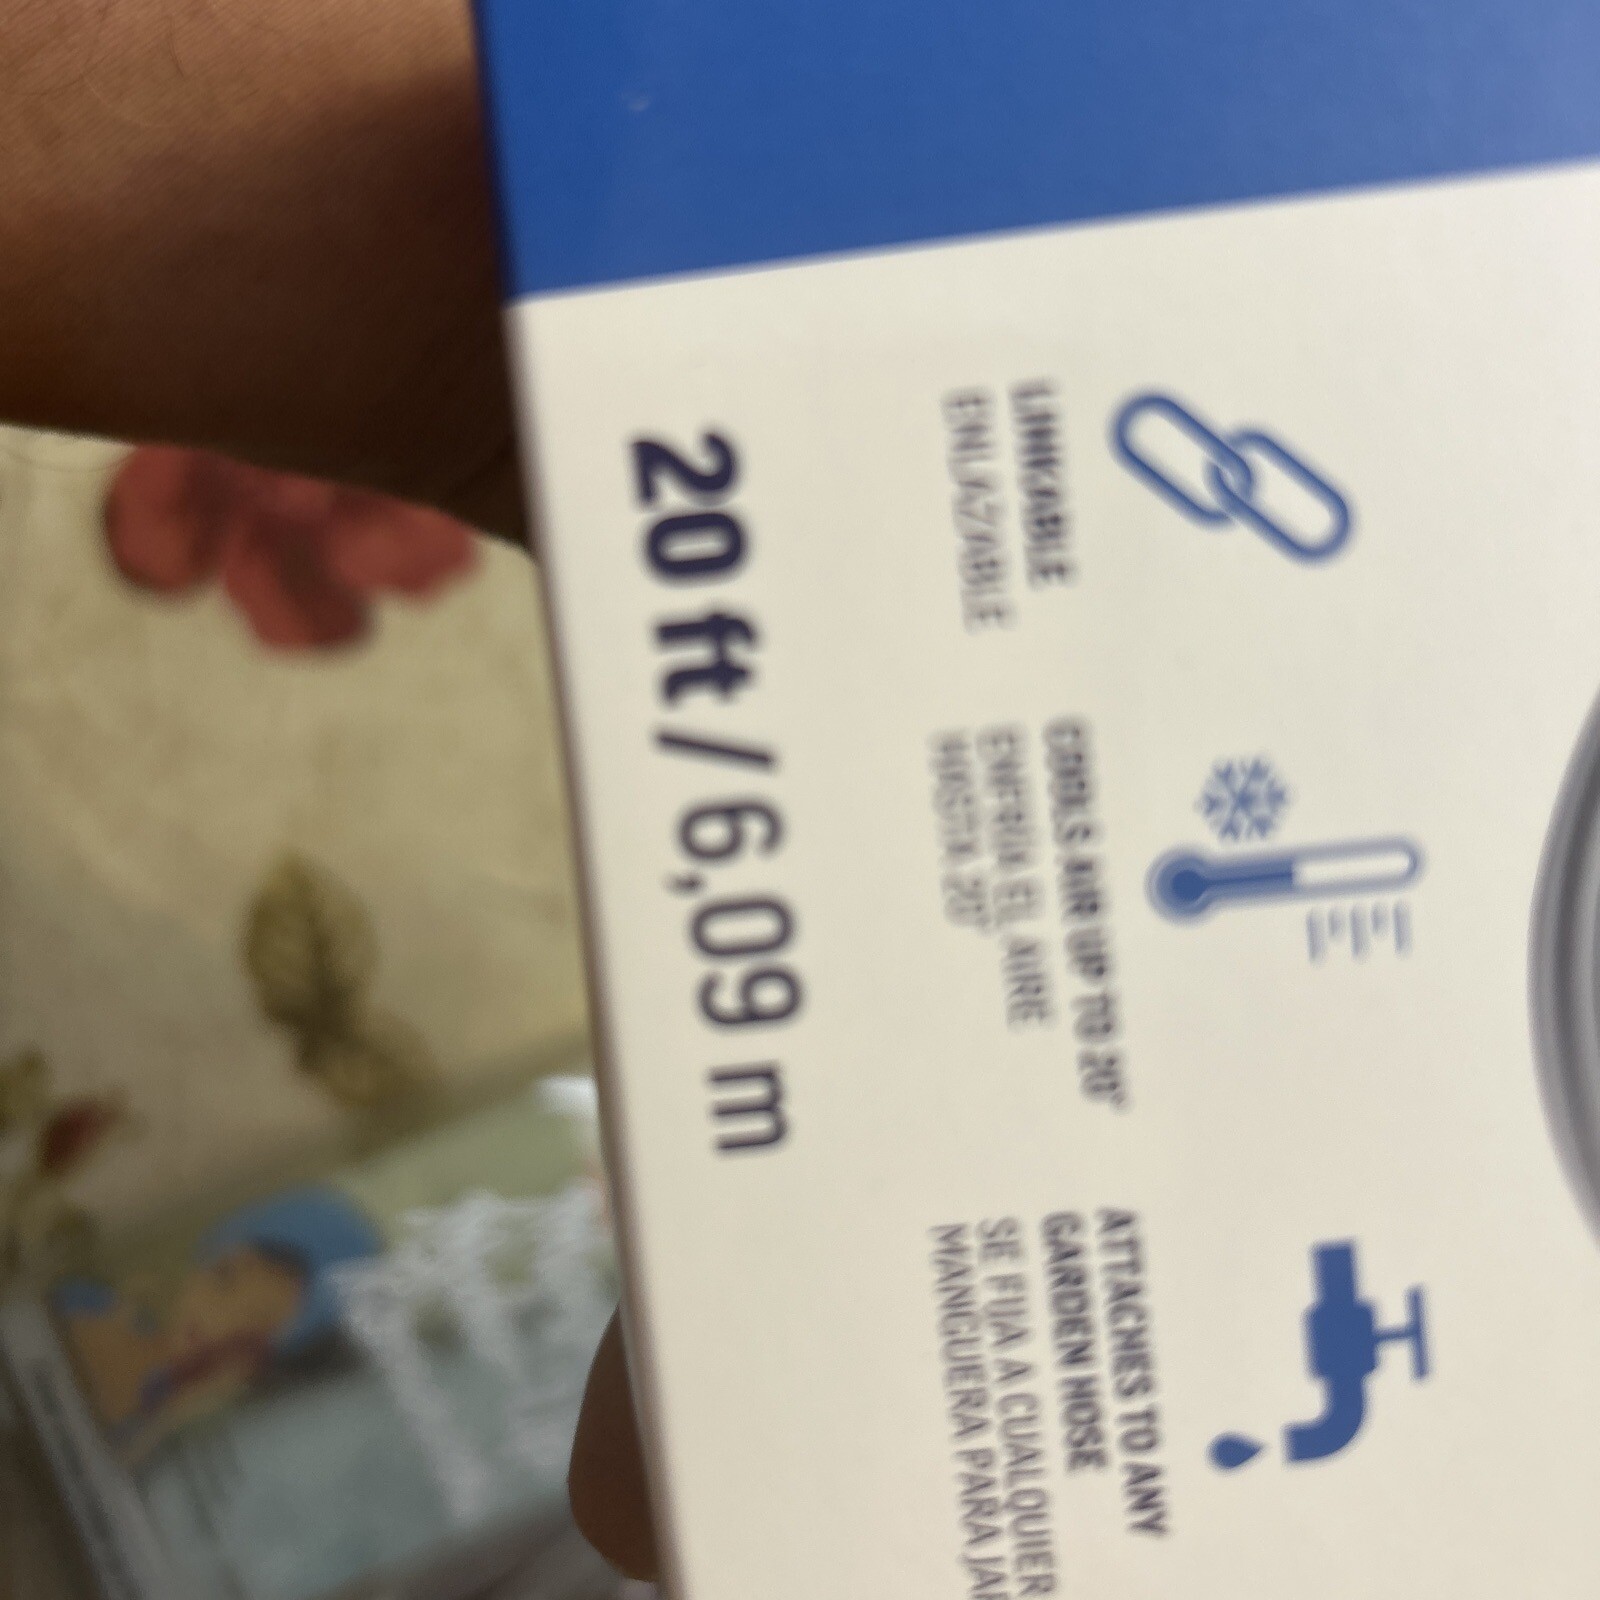 LINKABLE
ENLAZABLE
COOLS AIR UP TO 20°
ENFRÍA EL AIRE
HASTA 20°
ATTACHES TO ANY
GARDEN HOSE
SE FIJA A CUALQUIER
MANGUERA PARA
20 ft / 6,09 m